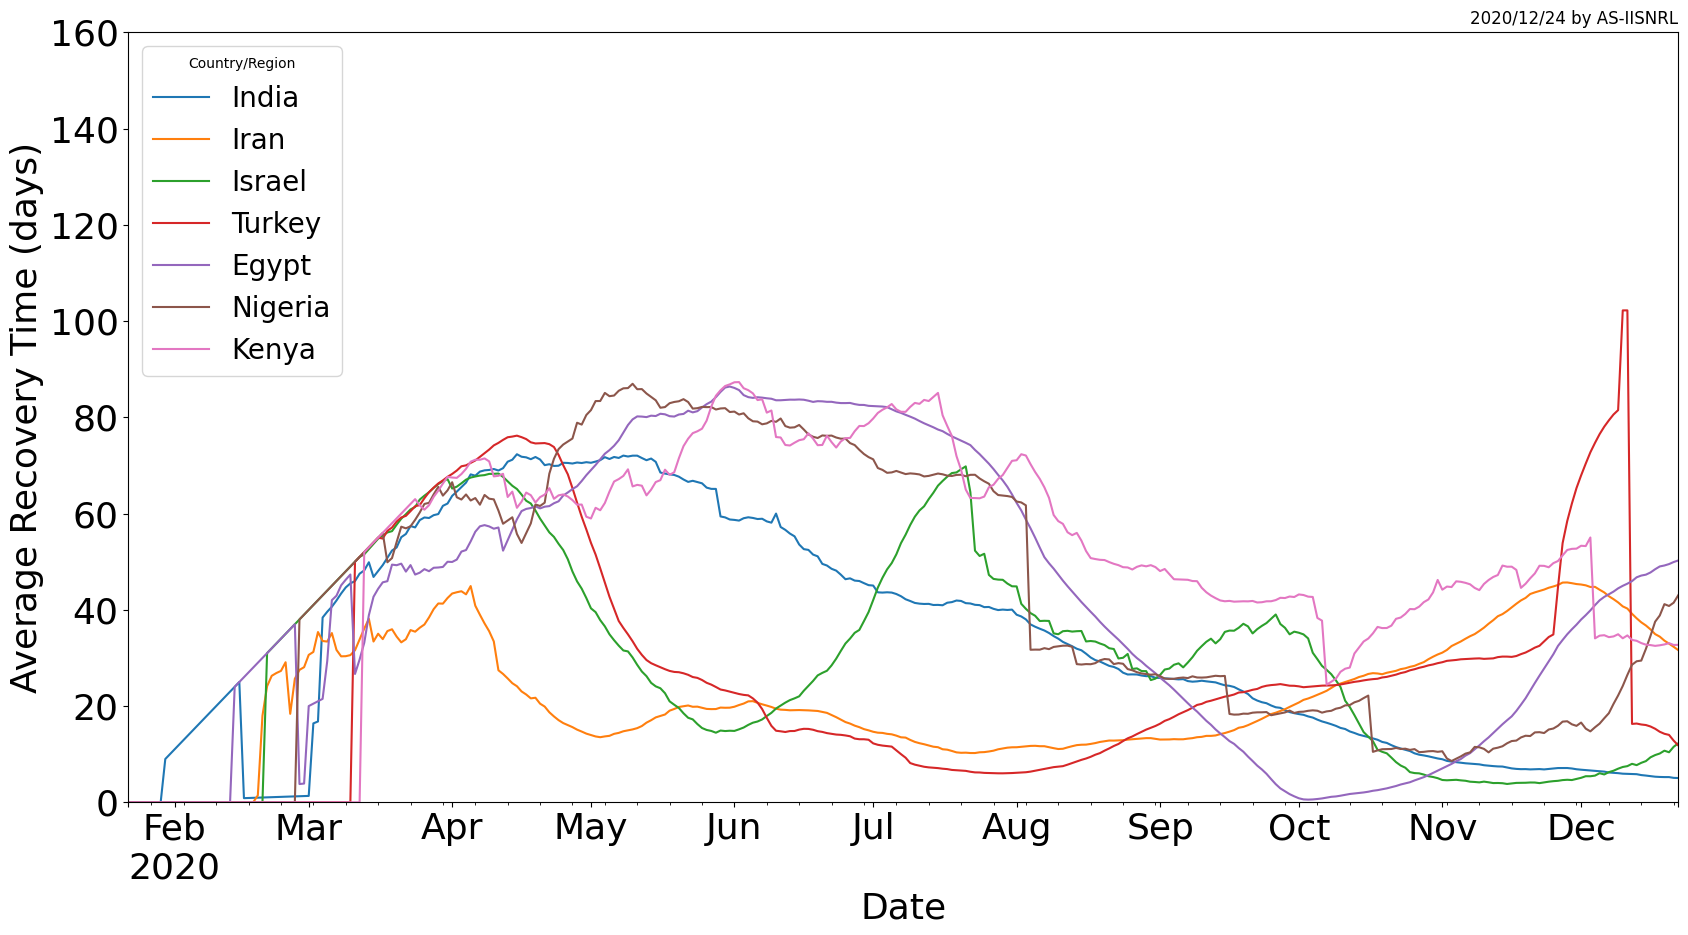 2020/12/24 by AS-IISNRL
Average Recovery Time (days)
160
140
120
100
80
60
40
20
0
Country/Region
India
Iran
Israel
Turkey
Egypt
Nigeria
Kenya
Feb Mar Apr May Jun Jul Aug Sep Oct Nov Dec
2020
Date